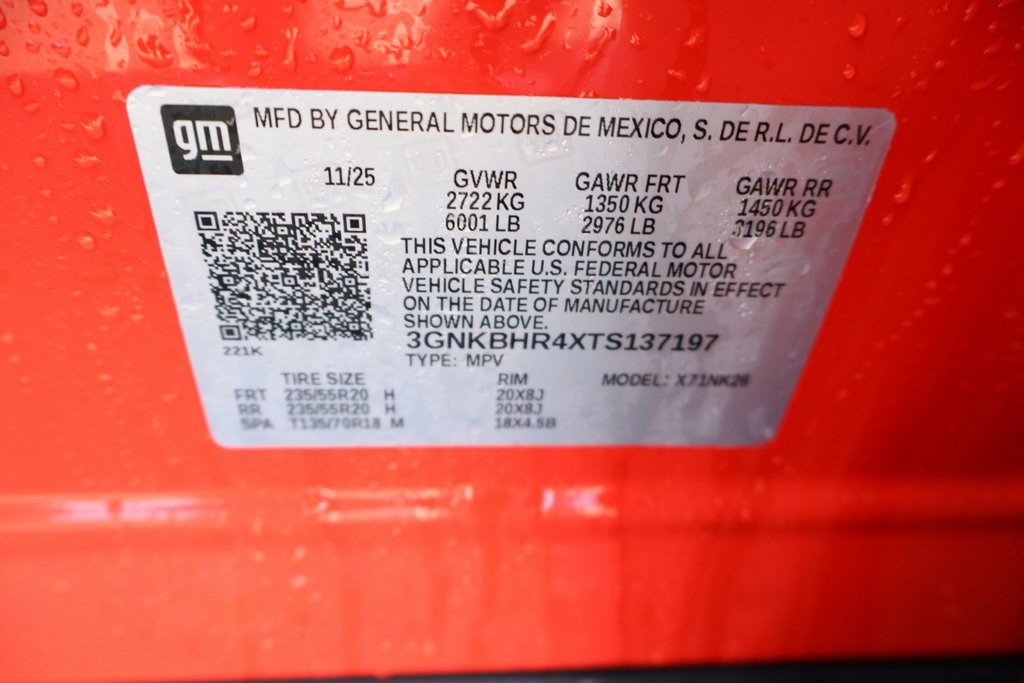 gm
MFD BY GENERAL MOTORS DE MEXICO, S. DE R.L. DE C.V.
11/25 GVWR GAWR FRT GAWR RR
2722 KG 1350 KG 1450 KG
6001 LB 2976 LB 3196 LB
THIS VEHICLE CONFORMS TO ALL
APPLICABLE U.S. FEDERAL MOTOR
VEHICLE SAFETY STANDARDS IN EFFECT
ON THE DATE OF MANUFACTURE
SHOWN ABOVE.
3GNKBHR4XTS137197
221K
TYPE: MPV
TIRE SIZE RIM MODEL: X71NK26
FRT 235/55R20 H 20X8J
RR 235/55R20 H 20X8J
SPA T135/70R18 M 18X4.5B